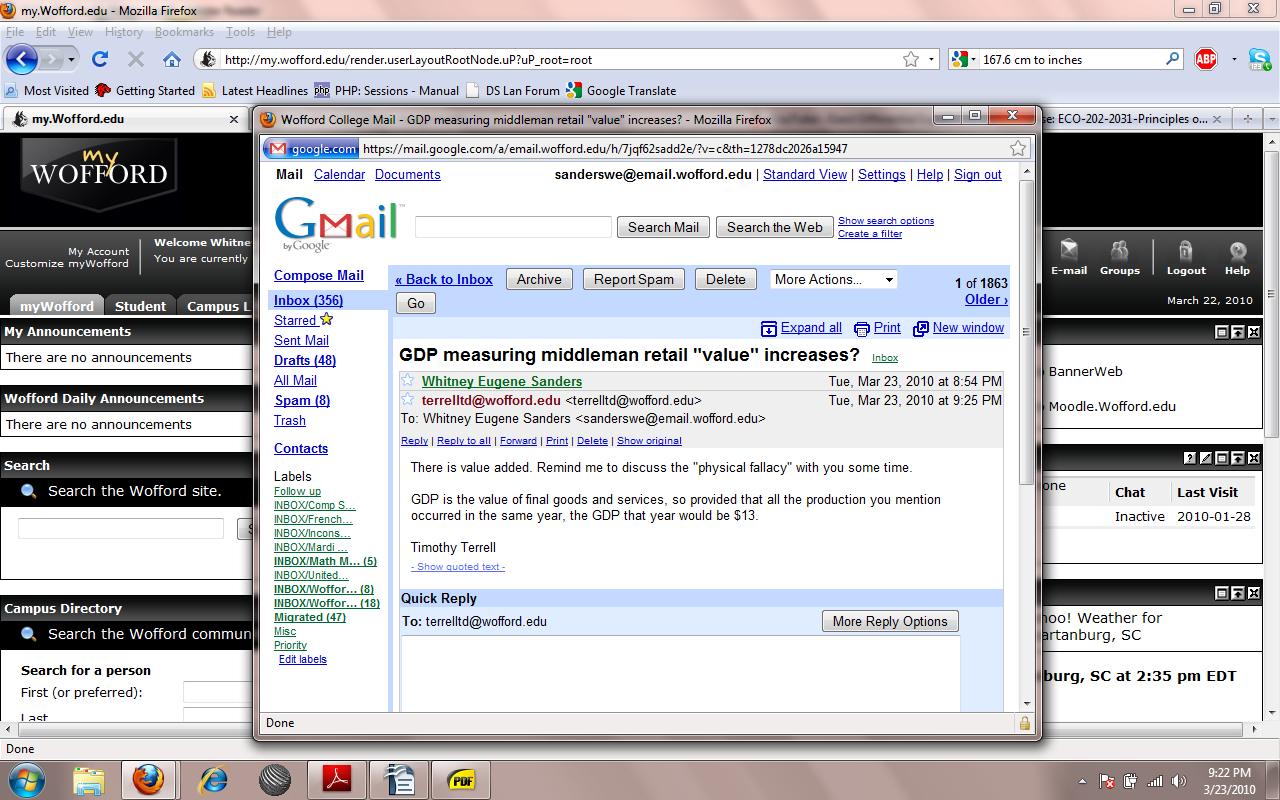 my.Wofford.edu - Mozilla Firefox
File Edit View History Bookmarks Tools Help
http://my.wofford.edu/render.userLayoutRootNode.uP?uP_root=root
167.6 cm to inches
ABP
Most Visited Getting Started Latest Headlines PHP: Sessions - Manual DS Lan Forum Google Translate
my.Wofford.edu
se: ECO-202-2031-Principles o...
my
WOFFORD
My Account
Customize myWofford
Welcome Whitne
You are currently
E-mail Groups Logout Help
March 22, 2010
myWofford Student Campus L
My Announcements
There are no announcements
Wofford Daily Announcements
There are no announcements
Search
Search the Wofford site.
Campus Directory
Search the Wofford commun
Search for a person
First (or preferred):
Last
Wofford College Mail - GDP measuring middleman retail "value" increases? - Mozilla Firefox
google.com https://mail.google.com/a/email.wofford.edu/h/7jqf62sadd2e/?v=c&th=1278dc2026a15947
Mail Calendar Documents
sanderswe@email.wofford.edu | Standard View | Settings | Help | Sign out
Gmail
by Google
Search Mail Search the Web
Show search options
Create a filter
Compose Mail
Inbox (356)
Starred
Sent Mail
Drafts (48)
All Mail
Spam (8)
Trash
Contacts
Labels
Follow up
INBOX/Comp S...
INBOX/French...
INBOX/Incons...
INBOX/Mardi ...
INBOX/Math M... (5)
INBOX/United...
INBOX/Woffor... (8)
INBOX/Woffor... (18)
Migrated (47)
Misc
Priority
Edit labels
« Back to Inbox Archive Report Spam Delete More Actions...
Go
1 of 1863
Older ›
Expand all Print New window
GDP measuring middleman retail "value" increases? Inbox
Whitney Eugene Sanders Tue, Mar 23, 2010 at 8:54 PM
terrelltd@wofford.edu <terrelltd@wofford.edu> Tue, Mar 23, 2010 at 9:25 PM
To: Whitney Eugene Sanders <sanderswe@email.wofford.edu>
Reply | Reply to all | Forward | Print | Delete | Show original
There is value added. Remind me to discuss the "physical fallacy" with you some time.
GDP is the value of final goods and services, so provided that all the production you mention
occurred in the same year, the GDP that year would be $13.
Timothy Terrell
- Show quoted text -
Quick Reply
To: terrelltd@wofford.edu More Reply Options
Done
BannerWeb
Moodle.Wofford.edu
one Chat Last Visit
Inactive 2010-01-28
hoo! Weather for
artanburg, SC
burg, SC at 2:35 pm EDT
Done
PDF
9:22 PM
3/23/2010